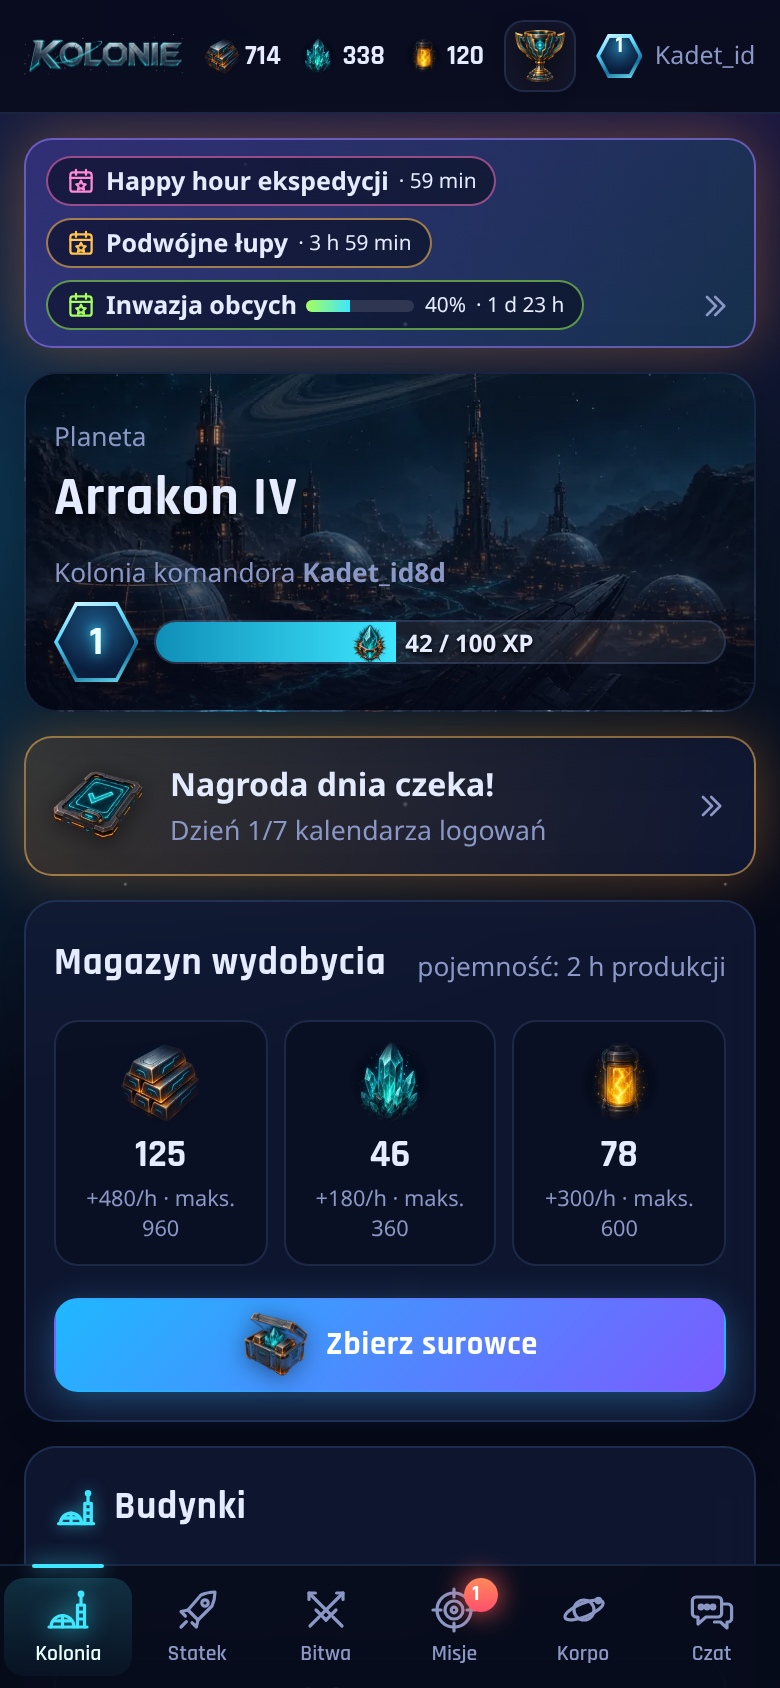 KOLONIE 714 338 120 1 Kadet_id
Happy hour ekspedycji · 59 min
Podwójne łupy · 3 h 59 min
Inwazja obcych 40% · 1 d 23 h
Planeta
Arrakon IV
Kolonia komandora Kadet_id8d
1 42 / 100 XP
Nagroda dnia czeka!
Dzień 1/7 kalendarza logowań
Magazyn wydobycia pojemność: 2 h produkcji
125 46 78
+480/h · maks. +180/h · maks. +300/h · maks.
960 360 600
Zbierz surowce
Budynki
1
Kolonia Statek Bitwa Misje Korpo Czat